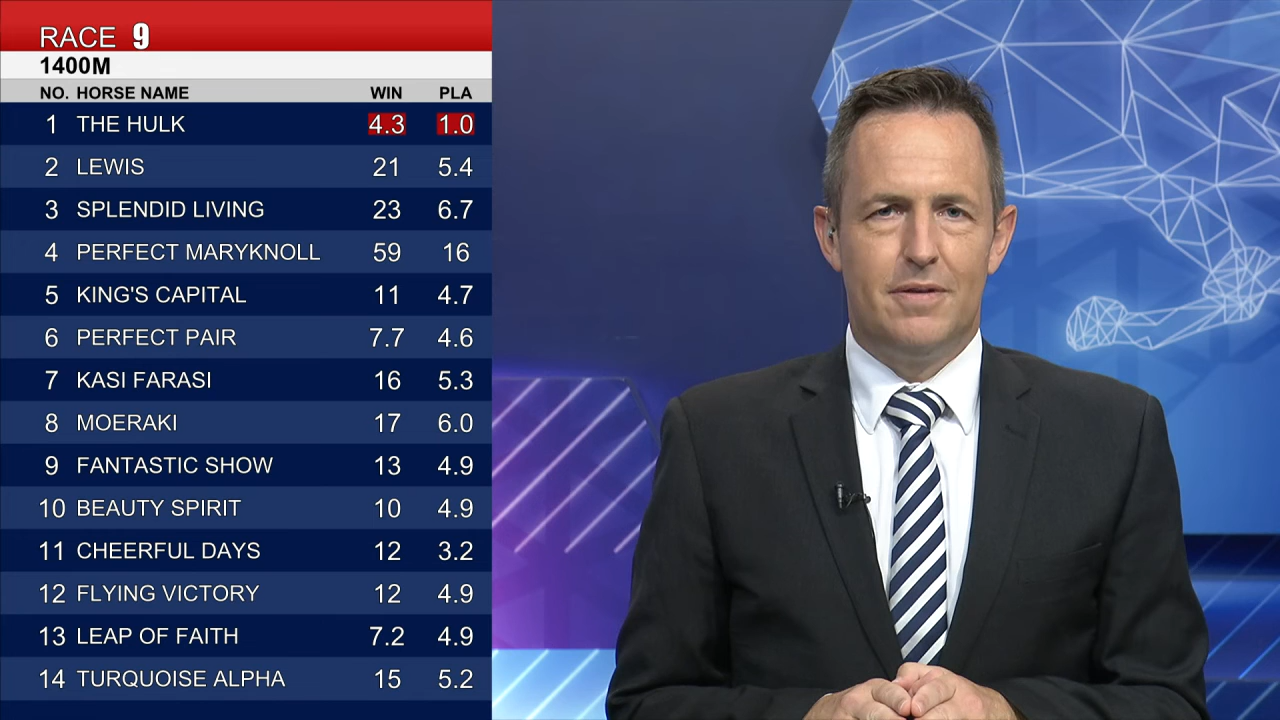 RACE 9
1400M
NO. HORSE NAME WIN PLA
1 THE HULK 4.3 1.0
2 LEWIS 21 5.4
3 SPLENDID LIVING 23 6.7
4 PERFECT MARYKNOLL 59 16
5 KING'S CAPITAL 11 4.7
6 PERFECT PAIR 7.7 4.6
7 KASI FARASI 16 5.3
8 MOERAKI 17 6.0
9 FANTASTIC SHOW 13 4.9
10 BEAUTY SPIRIT 10 4.9
11 CHEERFUL DAYS 12 3.2
12 FLYING VICTORY 12 4.9
13 LEAP OF FAITH 7.2 4.9
14 TURQUOISE ALPHA 15 5.2